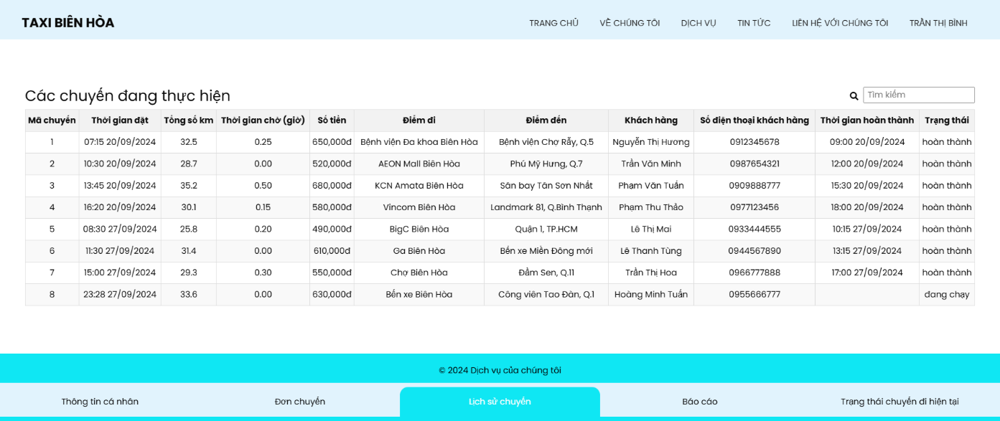 TAXI BIÊN HÒA TRANG CHỦ VỀ CHÚNG TÔI DỊCH VỤ TIN TỨC LIÊN HỆ VỚI CHÚNG TÔI TRẦN THỊ BÌNH
Các chuyến đang thực hiện Tìm kiếm
Mã chuyến Thời gian đặt Tổng số km Thời gian chờ (giờ) Số tiền Điểm đi Điểm đến Khách hàng Số điện thoại khách hàng Thời gian hoàn thành Trạng thái
1 07:15 20/09/2024 32.5 0.25 650,000đ Bệnh viện Đa khoa Biên Hòa Bệnh viện Chợ Rẫy, Q.5 Nguyễn Thị Hương 0912345678 09:00 20/09/2024 hoàn thành
2 10:30 20/09/2024 28.7 0.00 520,000đ AEON Mall Biên Hòa Phú Mỹ Hưng, Q.7 Trần Văn Minh 0987654321 12:00 20/09/2024 hoàn thành
3 13:45 20/09/2024 35.2 0.50 680,000đ KCN Amata Biên Hòa Sân bay Tân Sơn Nhất Phạm Văn Tuấn 0909888777 15:30 20/09/2024 hoàn thành
4 16:20 20/09/2024 30.1 0.15 580,000đ Vincom Biên Hòa Landmark 81, Q.Bình Thạnh Phạm Thu Thảo 0977123456 18:00 20/09/2024 hoàn thành
5 08:30 27/09/2024 25.8 0.20 490,000đ BigC Biên Hòa Quận 1, TP.HCM Lê Thị Mai 0933444555 10:15 27/09/2024 hoàn thành
6 11:30 27/09/2024 31.4 0.00 610,000đ Ga Biên Hòa Bến xe Miền Đông mới Lê Thanh Tùng 0944567890 13:15 27/09/2024 hoàn thành
7 15:00 27/09/2024 29.3 0.30 550,000đ Chợ Biên Hòa Đầm Sen, Q.11 Trần Thị Hoa 0966777888 17:00 27/09/2024 hoàn thành
8 23:28 27/09/2024 33.6 0.00 630,000đ Bến xe Biên Hòa Công viên Tao Đàn, Q.1 Hoàng Minh Tuấn 0955666777 đang chạy
© 2024 Dịch vụ của chúng tôi
Thông tin cá nhân Đơn chuyến Lịch sử chuyến Báo cáo Trạng thái chuyến đi hiện tại